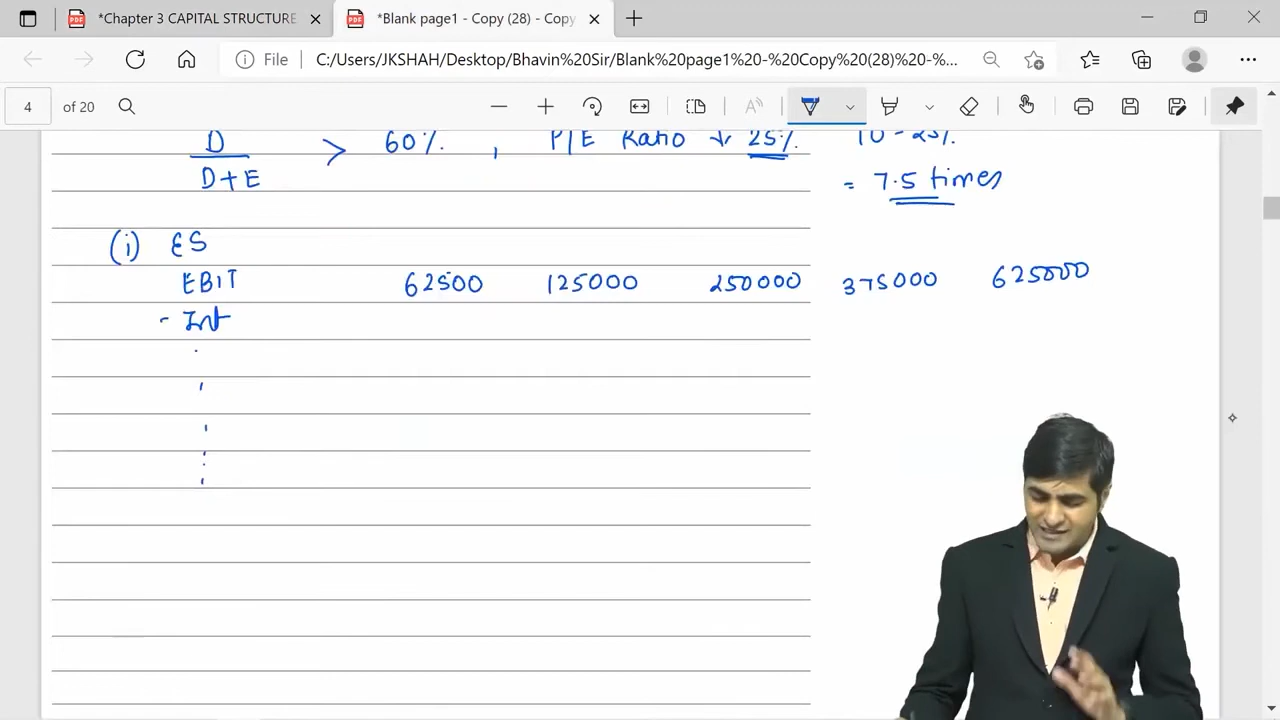 *Chapter 3 CAPITAL STRUCTURE
*Blank page1 - Copy (28) - Copy
File
C:/Users/JKSHAH/Desktop/Bhavin%20Sir/Blank%20page1%20-%20Copy%20(28)%20-%...
4 of 20
D / D+E > 60%. , P/E Ratio ↓ 25%. 10 - 25%.
= 7.5 times
(i) ES
EBIT 62500 125000 250000 375000 625000
- Int